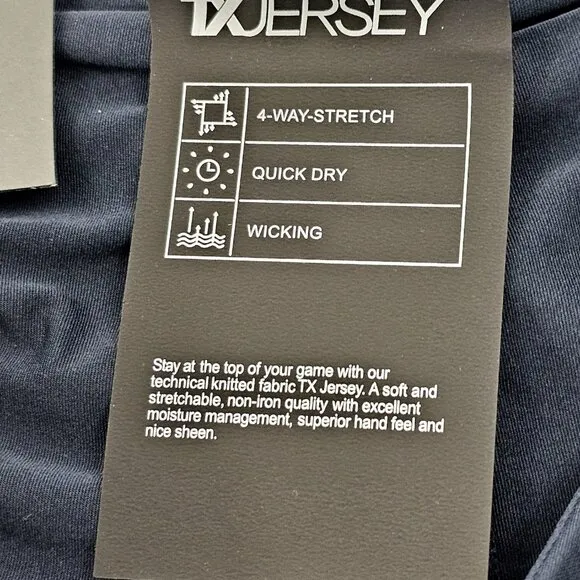 TXJERSEY
4-WAY-STRETCH
QUICK DRY
WICKING
Stay at the top of your game with our
technical knitted fabric TX Jersey. A soft and
stretchable, non-iron quality with excellent
moisture management, superior hand feel and
nice sheen.